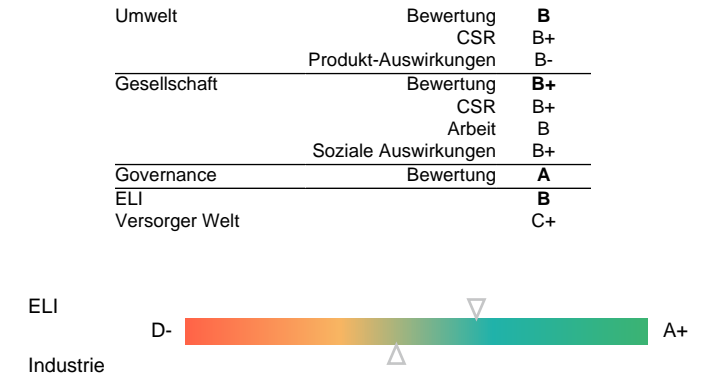 Umwelt Bewertung B
CSR B+
Produkt-Auswirkungen B-
Gesellschaft Bewertung B+
CSR B+
Arbeit B
Soziale Auswirkungen B+
Governance Bewertung A
ELI B
Versorger Welt C+
ELI
D- A+
Industrie